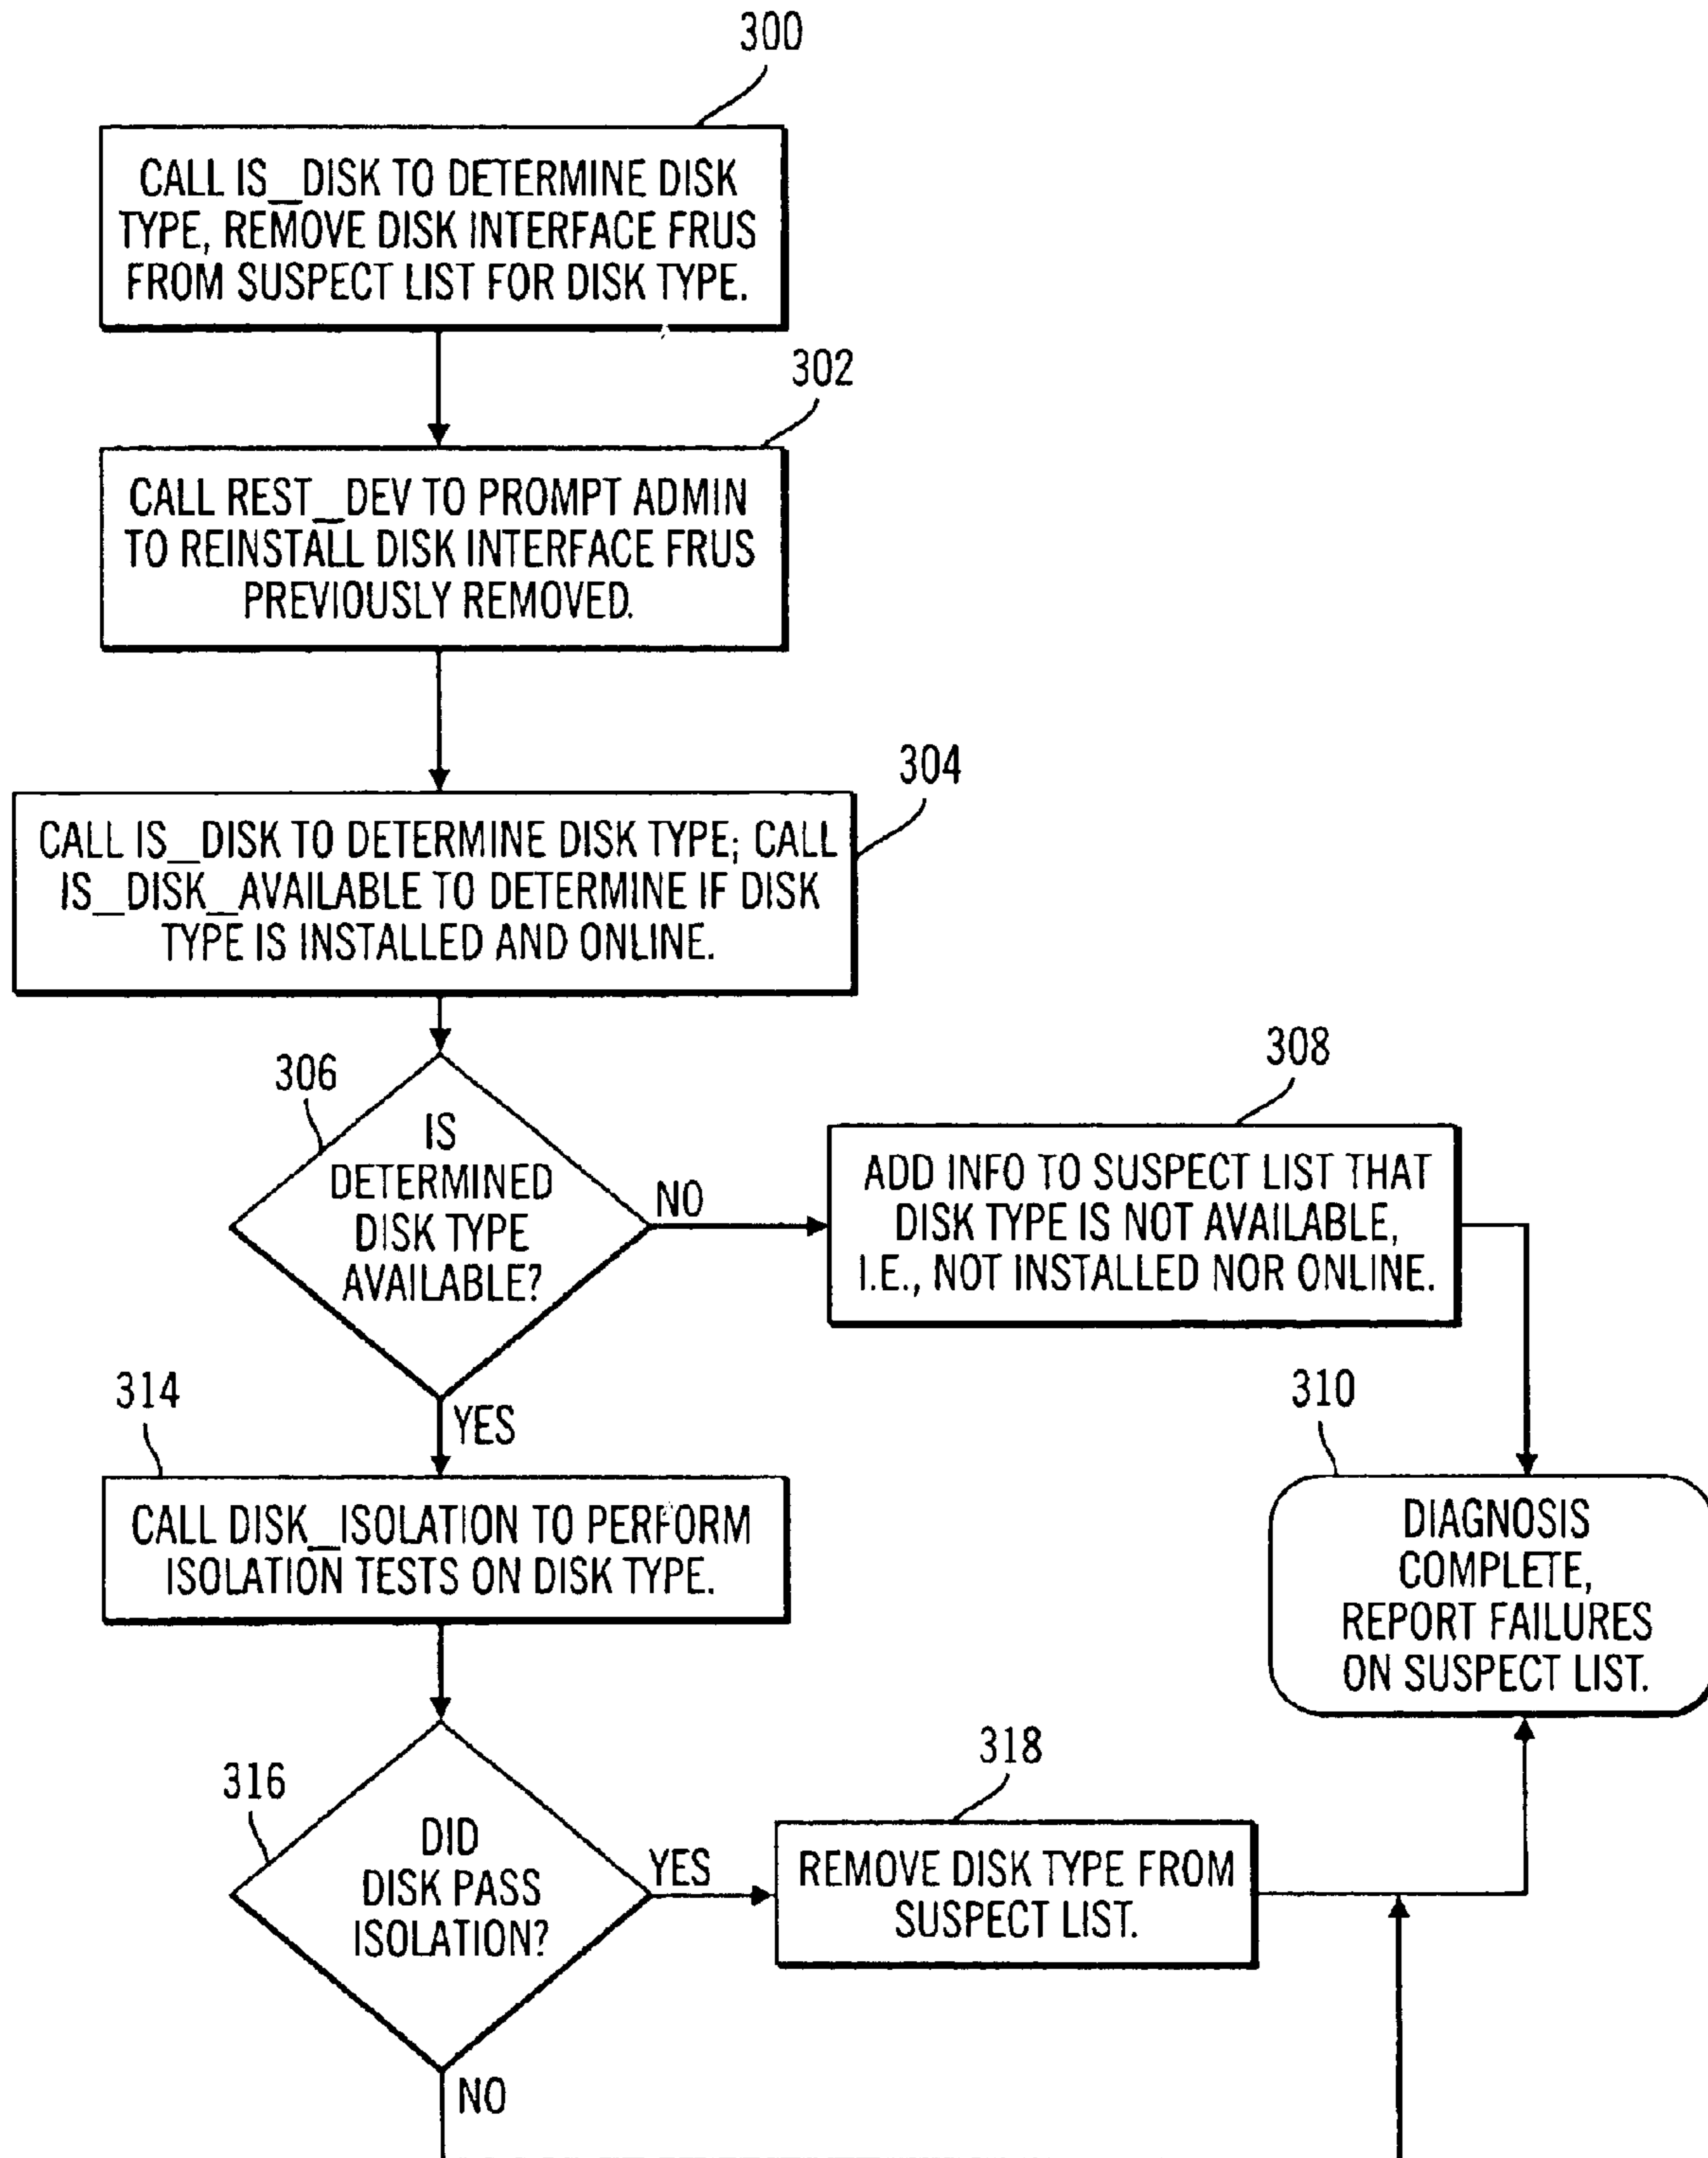 300
CALL IS_DISK TO DETERMINE DISK
TYPE, REMOVE DISK INTERFACE FRUS
FROM SUSPECT LIST FOR DISK TYPE.
302
CALL REST_DEV TO PROMPT ADMIN
TO REINSTALL DISK INTERFACE FRUS
PREVIOUSLY REMOVED.
304
CALL IS_DISK TO DETERMINE DISK TYPE; CALL
IS_DISK_AVAILABLE TO DETERMINE IF DISK
TYPE IS INSTALLED AND ONLINE.
306
IS
DETERMINED
DISK TYPE
AVAILABLE?
NO
308
ADD INFO TO SUSPECT LIST THAT
DISK TYPE IS NOT AVAILABLE,
I.E., NOT INSTALLED NOR ONLINE.
YES
310
DIAGNOSIS
COMPLETE,
REPORT FAILURES
ON SUSPECT LIST.
314
CALL DISK_ISOLATION TO PERFORM
ISOLATION TESTS ON DISK TYPE.
316
DID
DISK PASS
ISOLATION?
YES
318
REMOVE DISK TYPE FROM
SUSPECT LIST.
NO